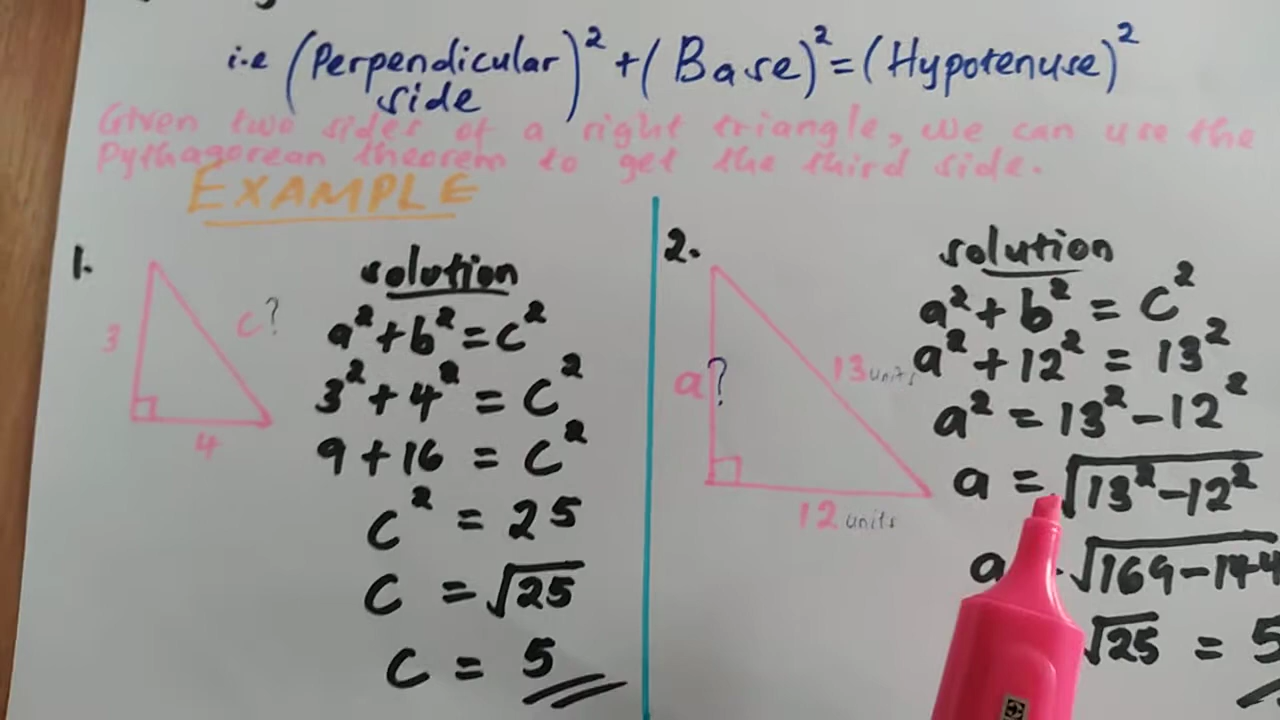 i.e (Perpendicular side)² + (Base)² = (Hypotenuse)²
Given two sides of a right triangle, we can use the
Pythagorean theorem to get the third side.
EXAMPLE
1.
3
c?
4
solution
a² + b² = c²
3² + 4² = c²
9 + 16 = c²
c² = 25
c = √25
c = 5
2.
a?
13 units
12 units
solution
a² + b² = c²
a² + 12² = 13²
a² = 13² − 12²
a = √13² − 12²
a √169 − 144
√25 = 5